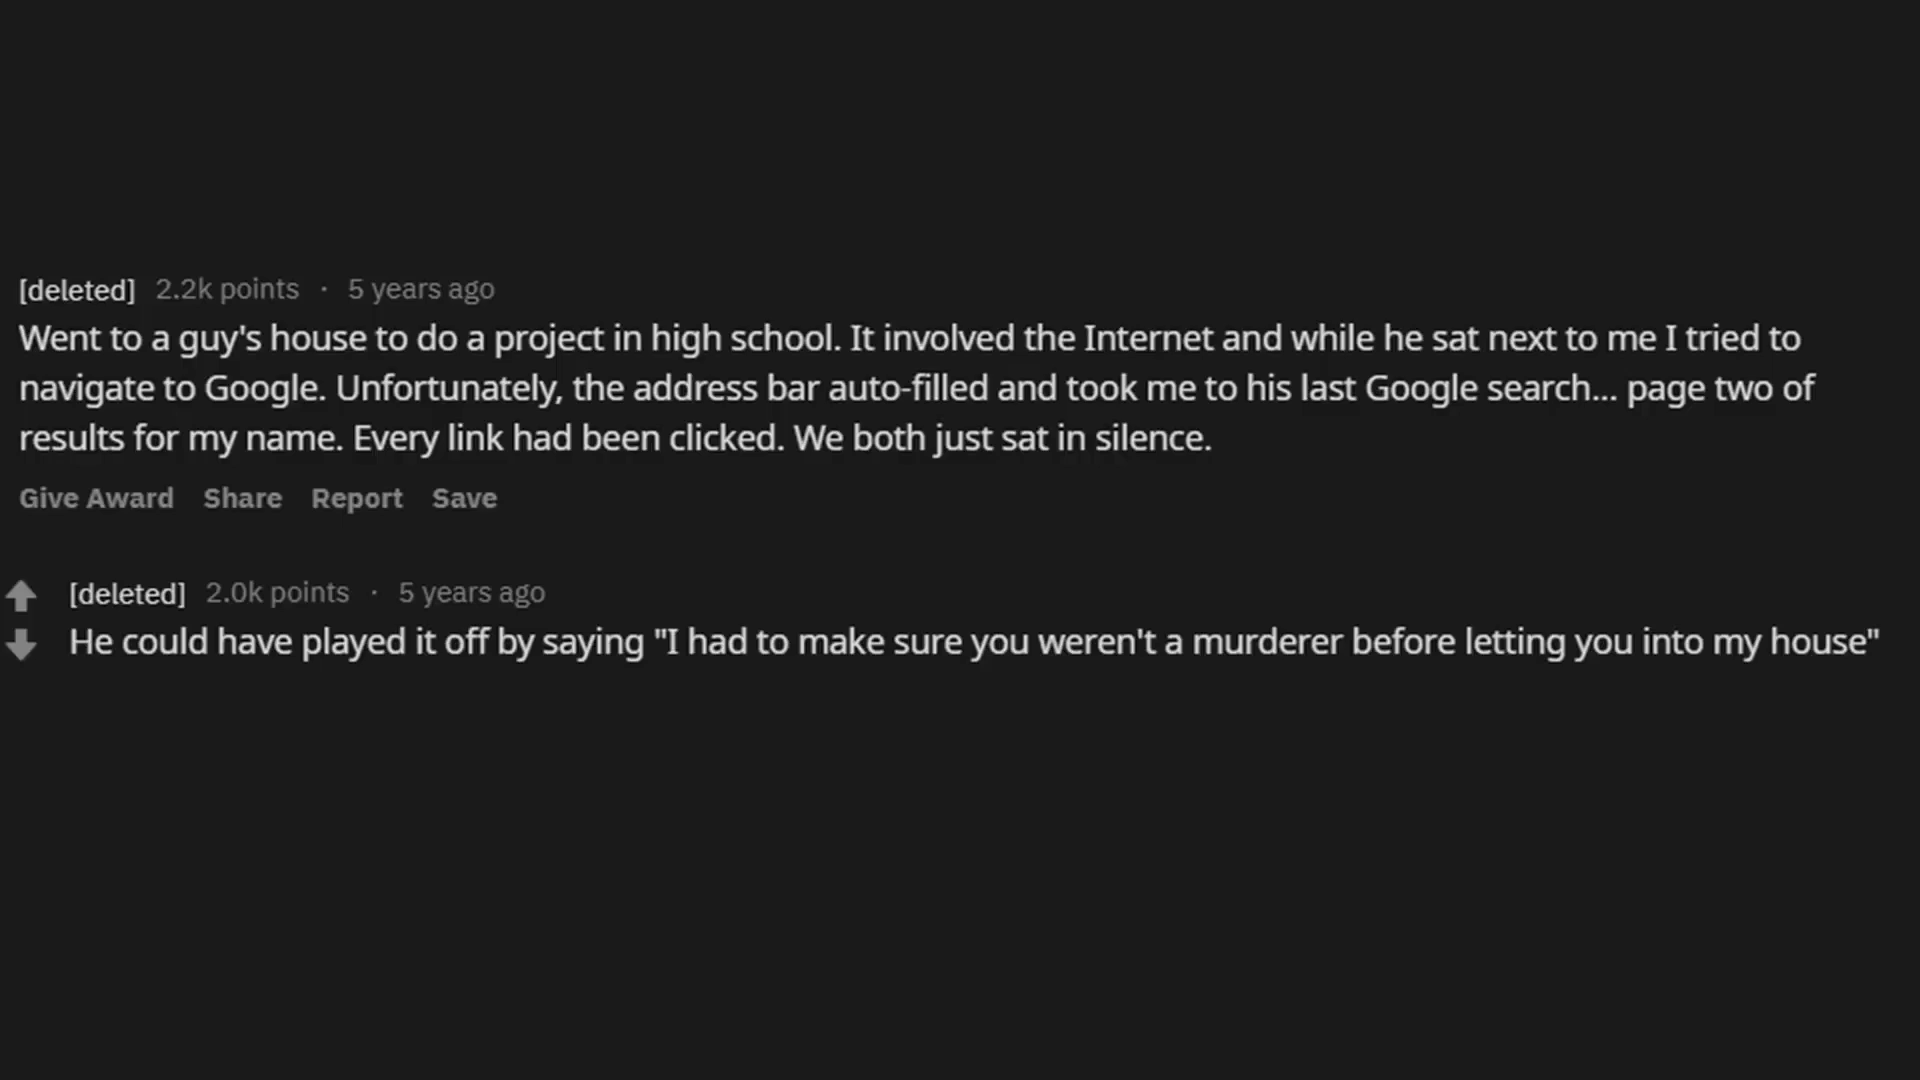 [deleted] 2.2k points · 5 years ago
Went to a guy's house to do a project in high school. It involved the Internet and while he sat next to me I tried to
navigate to Google. Unfortunately, the address bar auto-filled and took me to his last Google search... page two of
results for my name. Every link had been clicked. We both just sat in silence.
Give Award Share Report Save
[deleted] 2.0k points · 5 years ago
He could have played it off by saying "I had to make sure you weren't a murderer before letting you into my house"